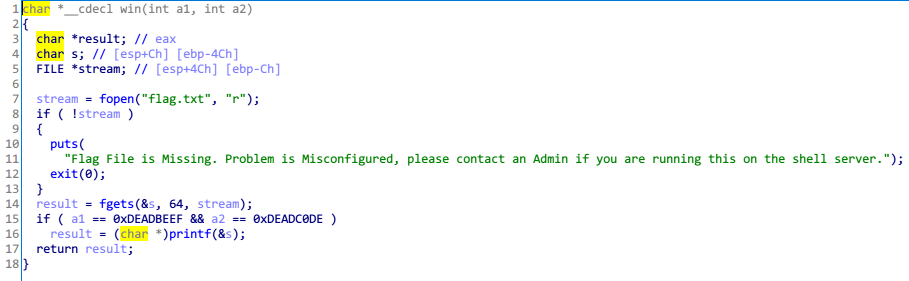 1 char *__cdecl win(int a1, int a2)
2 {
3   char *result; // eax
4   char s; // [esp+Ch] [ebp-4Ch]
5   FILE *stream; // [esp+4Ch] [ebp-Ch]
6
7   stream = fopen("flag.txt", "r");
8   if ( !stream )
9   {
10     puts(
11       "Flag File is Missing. Problem is Misconfigured, please contact an Admin if you are running this on the shell server.");
12     exit(0);
13   }
14   result = fgets(&s, 64, stream);
15   if ( a1 == 0xDEADBEEF && a2 == 0xDEADC0DE )
16     result = (char *)printf(&s);
17   return result;
18 }